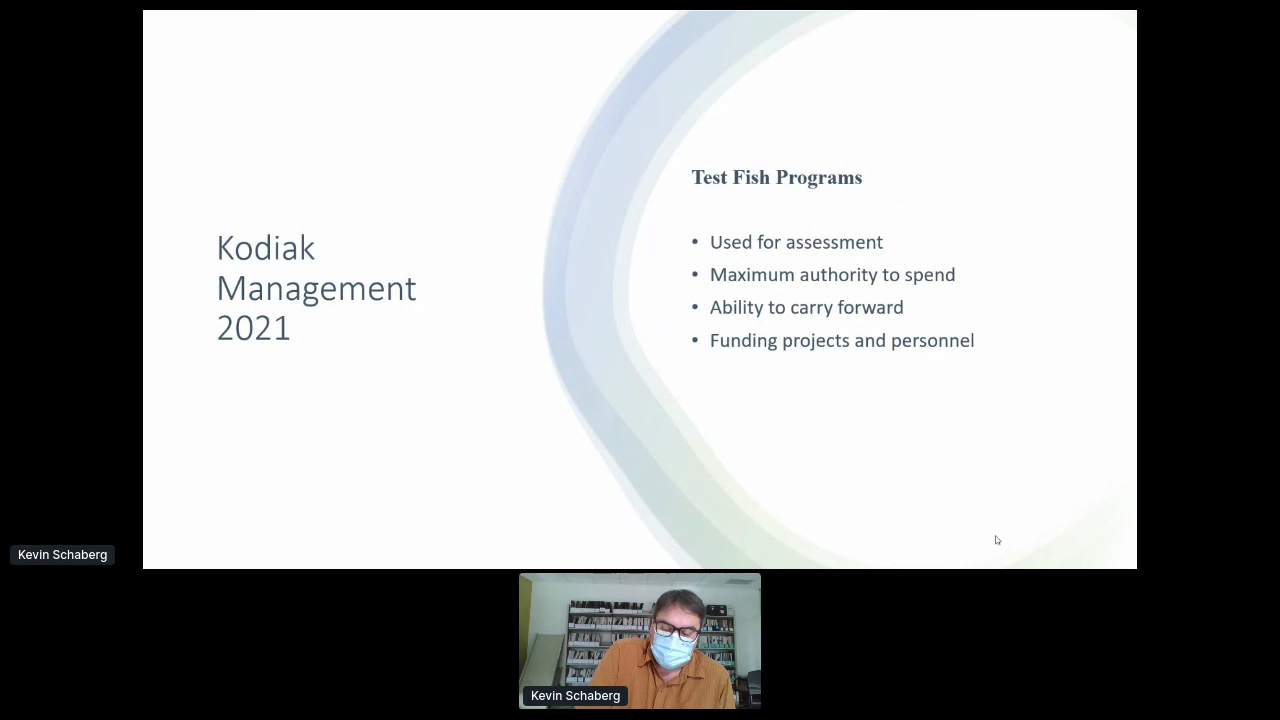 Kodiak
Management
2021
Test Fish Programs
• Used for assessment
• Maximum authority to spend
• Ability to carry forward
• Funding projects and personnel
Kevin Schaberg
Kevin Schaberg